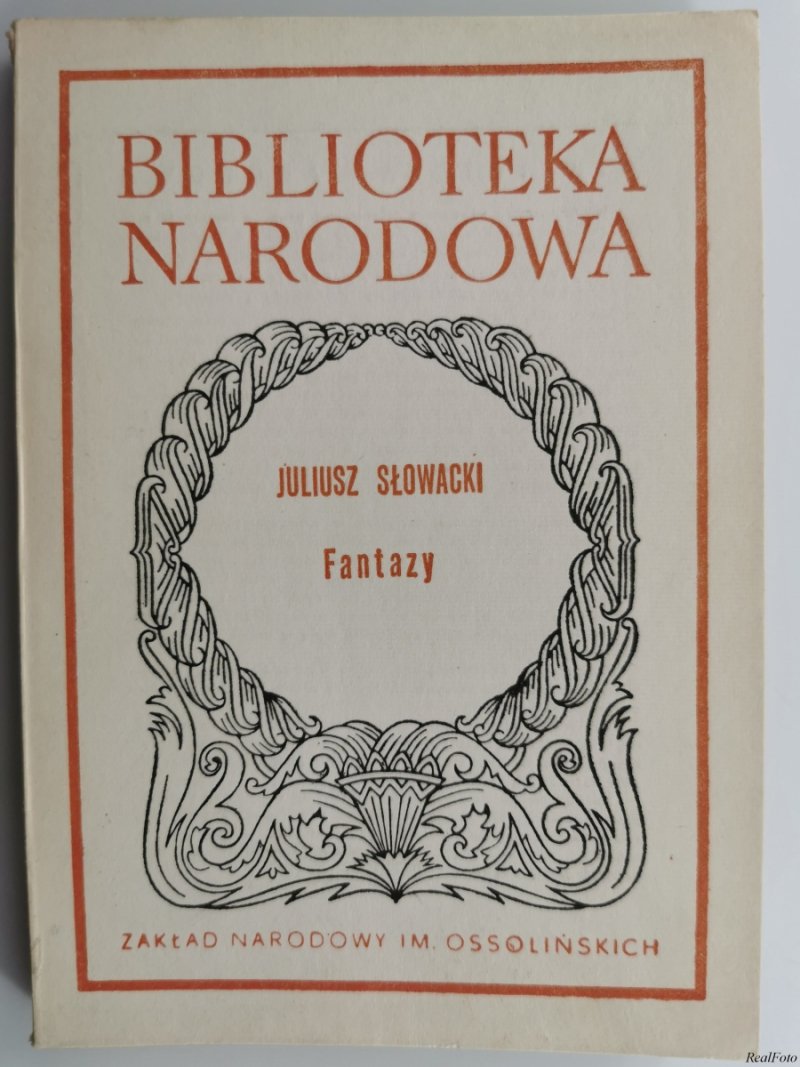 BIBLIOTEKA
NARODOWA
JULIUSZ SŁOWACKI
Fantazy
ZAKŁAD NARODOWY IM. OSSOLIŃSKICH
RealFoto